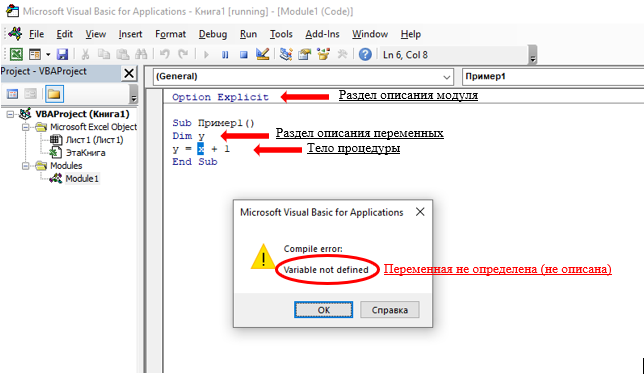 Microsoft Visual Basic for Applications - Книга1 [running] - [Module1 (Code)]
File Edit View Insert Format Debug Run Tools Add-Ins Window Help
Ln 6, Col 8
Project - VBAProject
(General) Пример1
VBAProject (Книга1)
Microsoft Excel Object
Лист1 (Лист1)
ЭтаКнига
Modules
Module1
Option Explicit Раздел описания модуля
Sub Пример1()
Dim y Раздел описания переменных
y = x + 1 Тело процедуры
End Sub
Microsoft Visual Basic for Applications
Compile error:
Variable not defined Переменная не определена (не описана)
OK Справка